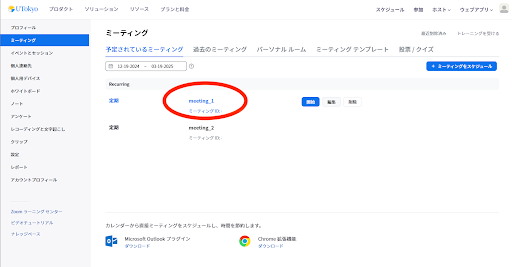 UTokyo プロダクト ソリューション リソース プランと料金 スケジュール 参加 ホスト ウェブアプリ
プロフィール
ミーティング
イベントとセッション
個人連絡先
個人用デバイス
ホワイトボード
ノート
アンケート
レコーディングと文字起こし
クリップ
設定
レポート
アカウントプロフィール
Zoom ラーニング センター
ビデオチュートリアル
ナレッジベース
ミーティング
トレーニングを受ける
予定されているミーティング 過去のミーティング パーソナル ルーム ミーティング テンプレート 投票 / クイズ
12-19-2024 ~ 03-19-2025
+ ミーティングをスケジュール
Recurring
定期 meeting_1 開始 編集 削除
ミーティング ID:
定期 meeting_2
ミーティング ID:
カレンダーから直接ミーティングをスケジュールし、時間を節約します。
Microsoft Outlook プラグイン
ダウンロード
Chrome 拡張機能
ダウンロード